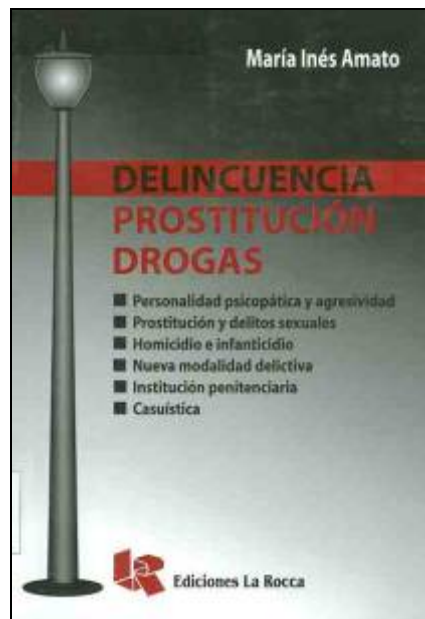 María Inés Amato
DELINCUENCIA
PROSTITUCIÓN
DROGAS
■ Personalidad psicopática y agresividad
■ Prostitución y delitos sexuales
■ Homicidio e infanticidio
■ Nueva modalidad delictiva
■ Institución penitenciaria
■ Casuística
Ediciones La Rocca